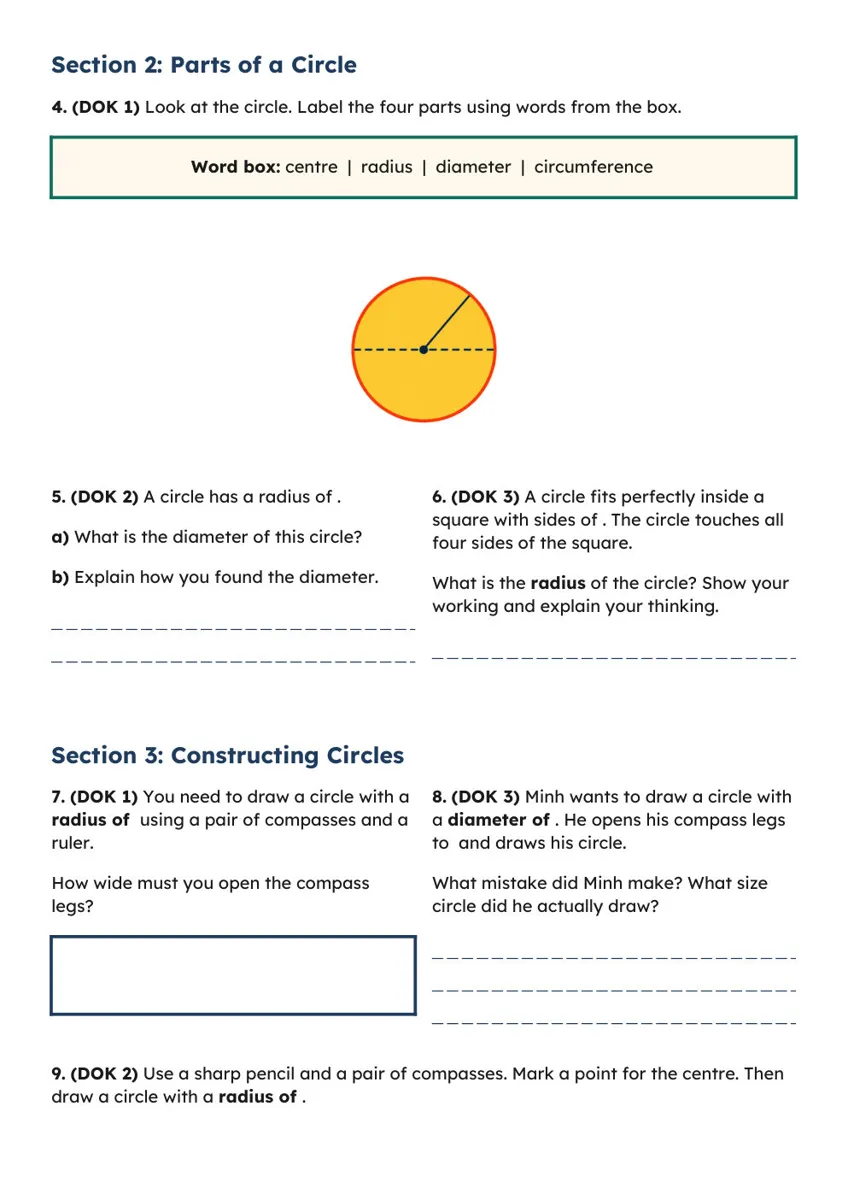 Section 2: Parts of a Circle
4. (DOK 1) Look at the circle. Label the four parts using words from the box.
Word box: centre | radius | diameter | circumference
5. (DOK 2) A circle has a radius of .
a) What is the diameter of this circle?
b) Explain how you found the diameter.
6. (DOK 3) A circle fits perfectly inside a
square with sides of . The circle touches all
four sides of the square.
What is the radius of the circle? Show your
working and explain your thinking.
Section 3: Constructing Circles
7. (DOK 1) You need to draw a circle with a
radius of using a pair of compasses and a
ruler.
How wide must you open the compass
legs?
8. (DOK 3) Minh wants to draw a circle with
a diameter of . He opens his compass legs
to and draws his circle.
What mistake did Minh make? What size
circle did he actually draw?
9. (DOK 2) Use a sharp pencil and a pair of compasses. Mark a point for the centre. Then
draw a circle with a radius of .